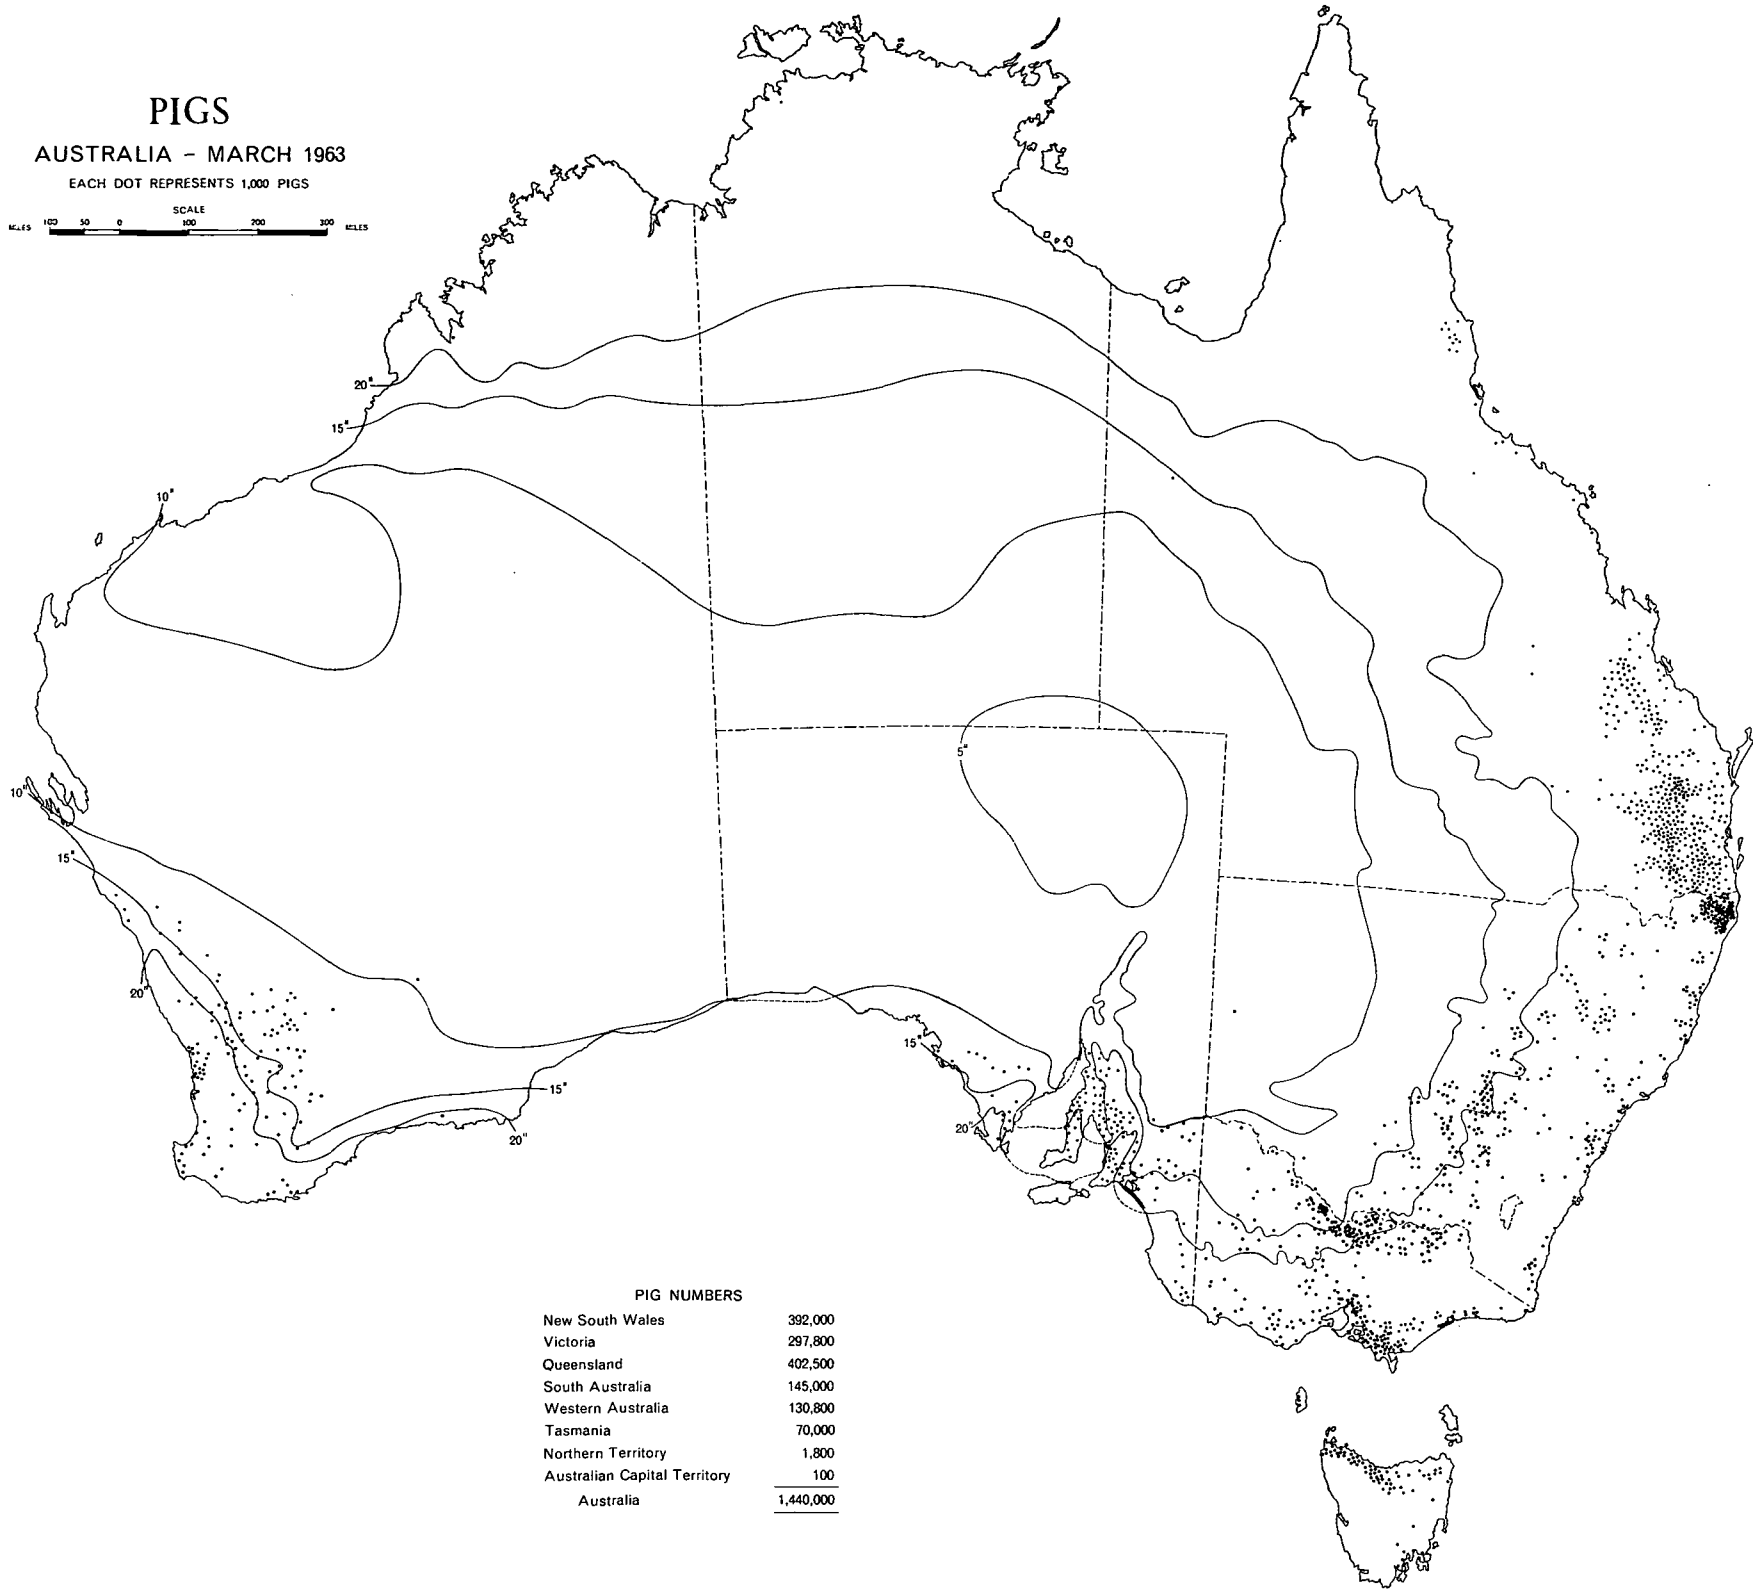 PIGS
AUSTRALIA - MARCH 1963
EACH DOT REPRESENTS 1,000 PIGS
SCALE
MILES 100 50 0 100 200 300 MILES
20"
15"
10"
5"
10"
15"
20"
15"
15"
20"
20"
PIG NUMBERS
New South Wales 392,000
Victoria 297,800
Queensland 402,500
South Australia 145,000
Western Australia 130,800
Tasmania 70,000
Northern Territory 1,800
Australian Capital Territory 100
Australia 1,440,000